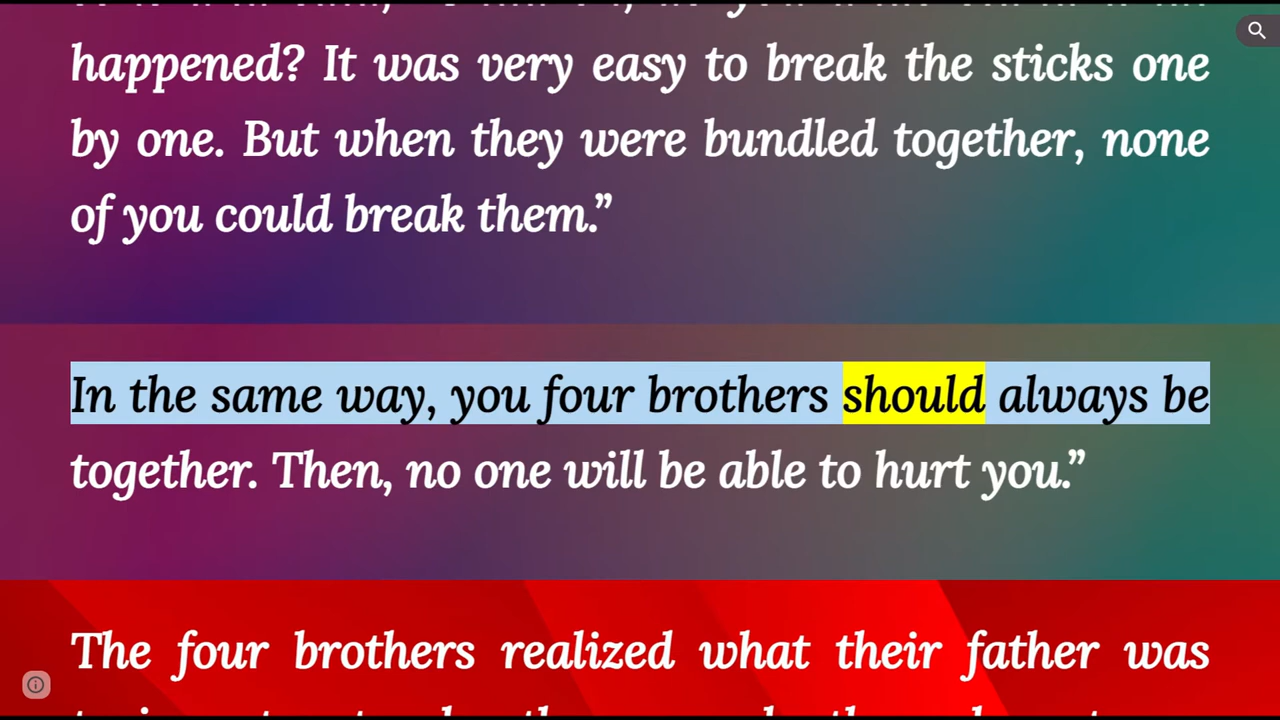 happened? It was very easy to break the sticks one
by one. But when they were bundled together, none
of you could break them.”
In the same way, you four brothers should always be
together. Then, no one will be able to hurt you.”
The four brothers realized what their father was